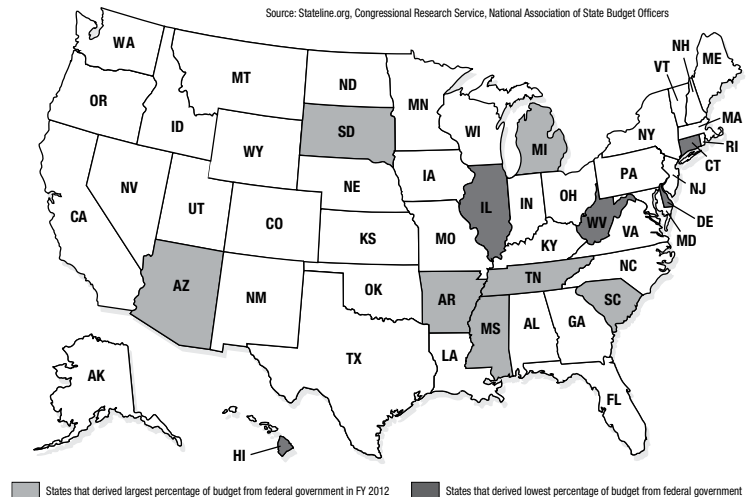 Source: Stateline.org, Congressional Research Service, National Association of State Budget Officers
WA
NH
ME
VT
MT
ND
MN
OR
MA
ID
SD
WI
NY
MI
RI
WY
CT
IA
PA
NJ
NE
NV
OH
IL
IN
DE
UT
WV
CA
CO
VA
MD
KS
MO
KY
NC
TN
AZ
OK
AR
SC
NM
MS
AL
GA
TX
LA
AK
FL
HI
States that derived largest percentage of budget from federal government in FY 2012
States that derived lowest percentage of budget from federal government